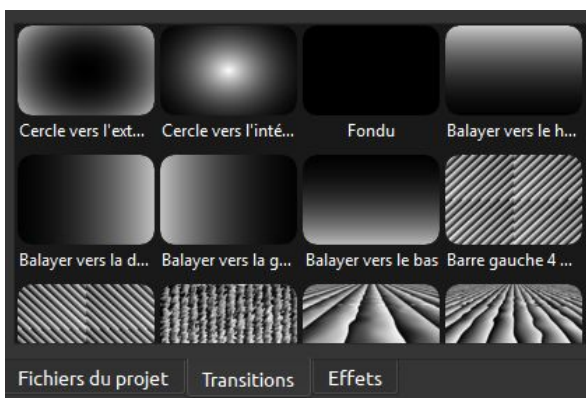 Cercle vers l'ext... Cercle vers l'inté... Fondu Balayer vers le h...
Balayer vers la d... Balayer vers la g... Balayer vers le bas Barre gauche 4 ...
Fichiers du projet Transitions Effets